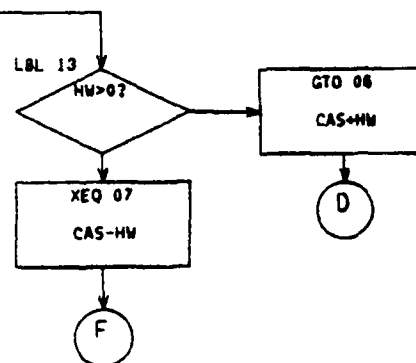 LBL 13
HW>0?
GTO 06
CAS+HW
D
XEQ 07
CAS-HW
F